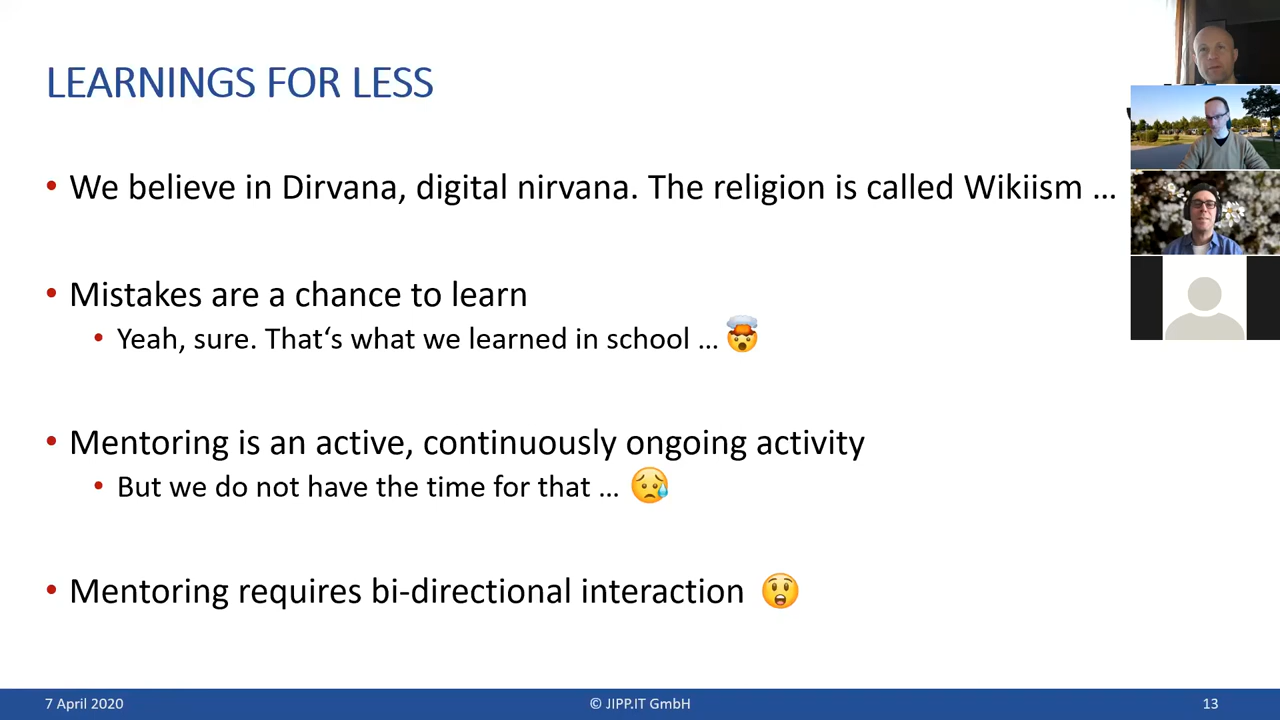 LEARNINGS FOR LESS
• We believe in Dirvana, digital nirvana. The religion is called Wikiism …
• Mistakes are a chance to learn
• Yeah, sure. That‘s what we learned in school … 🤯
• Mentoring is an active, continuously ongoing activity
• But we do not have the time for that … 😥
• Mentoring requires bi-directional interaction 😲
7 April 2020
© JIPP.IT GmbH
13